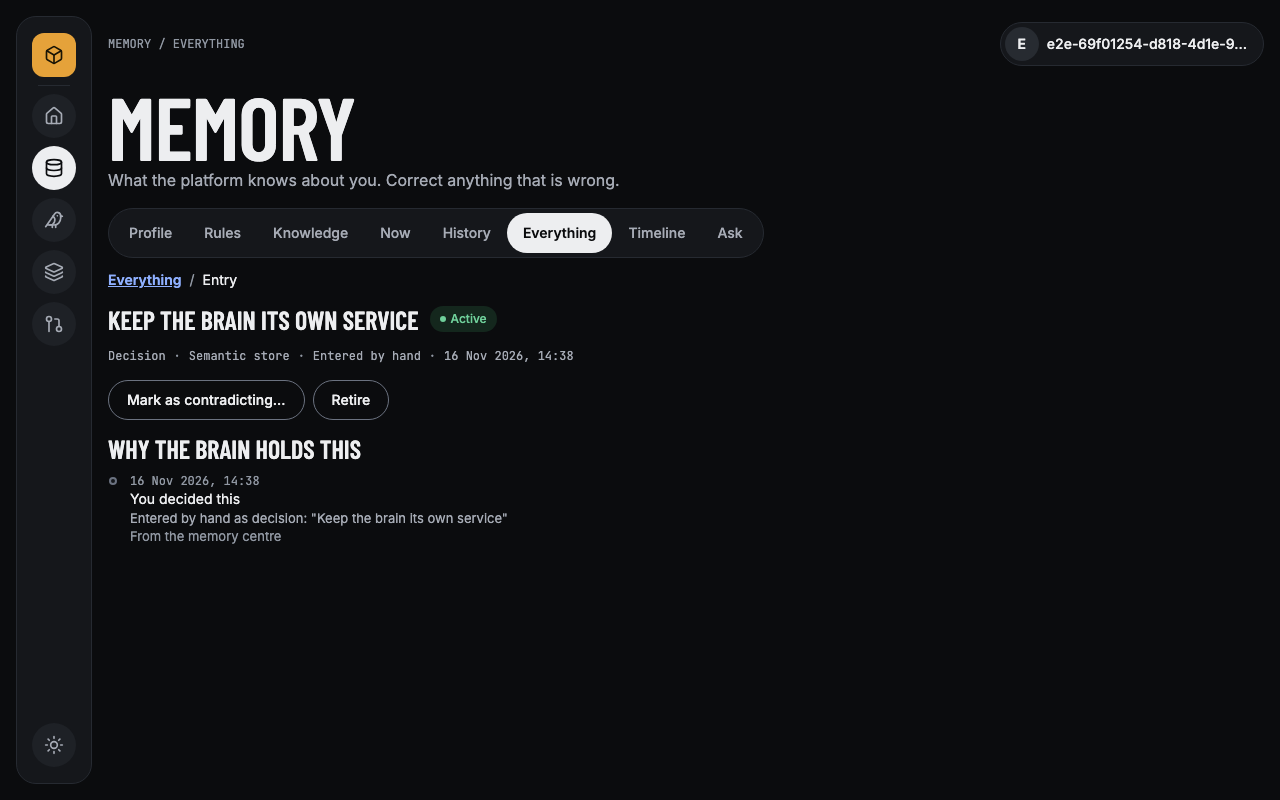 MEMORY / EVERYTHING
E e2e-69f01254-d818-4d1e-9...
MEMORY
What the platform knows about you. Correct anything that is wrong.
Profile Rules Knowledge Now History Everything Timeline Ask
Everything / Entry
KEEP THE BRAIN ITS OWN SERVICE Active
Decision · Semantic store · Entered by hand · 16 Nov 2026, 14:38
Mark as contradicting... Retire
WHY THE BRAIN HOLDS THIS
16 Nov 2026, 14:38
You decided this
Entered by hand as decision: "Keep the brain its own service"
From the memory centre